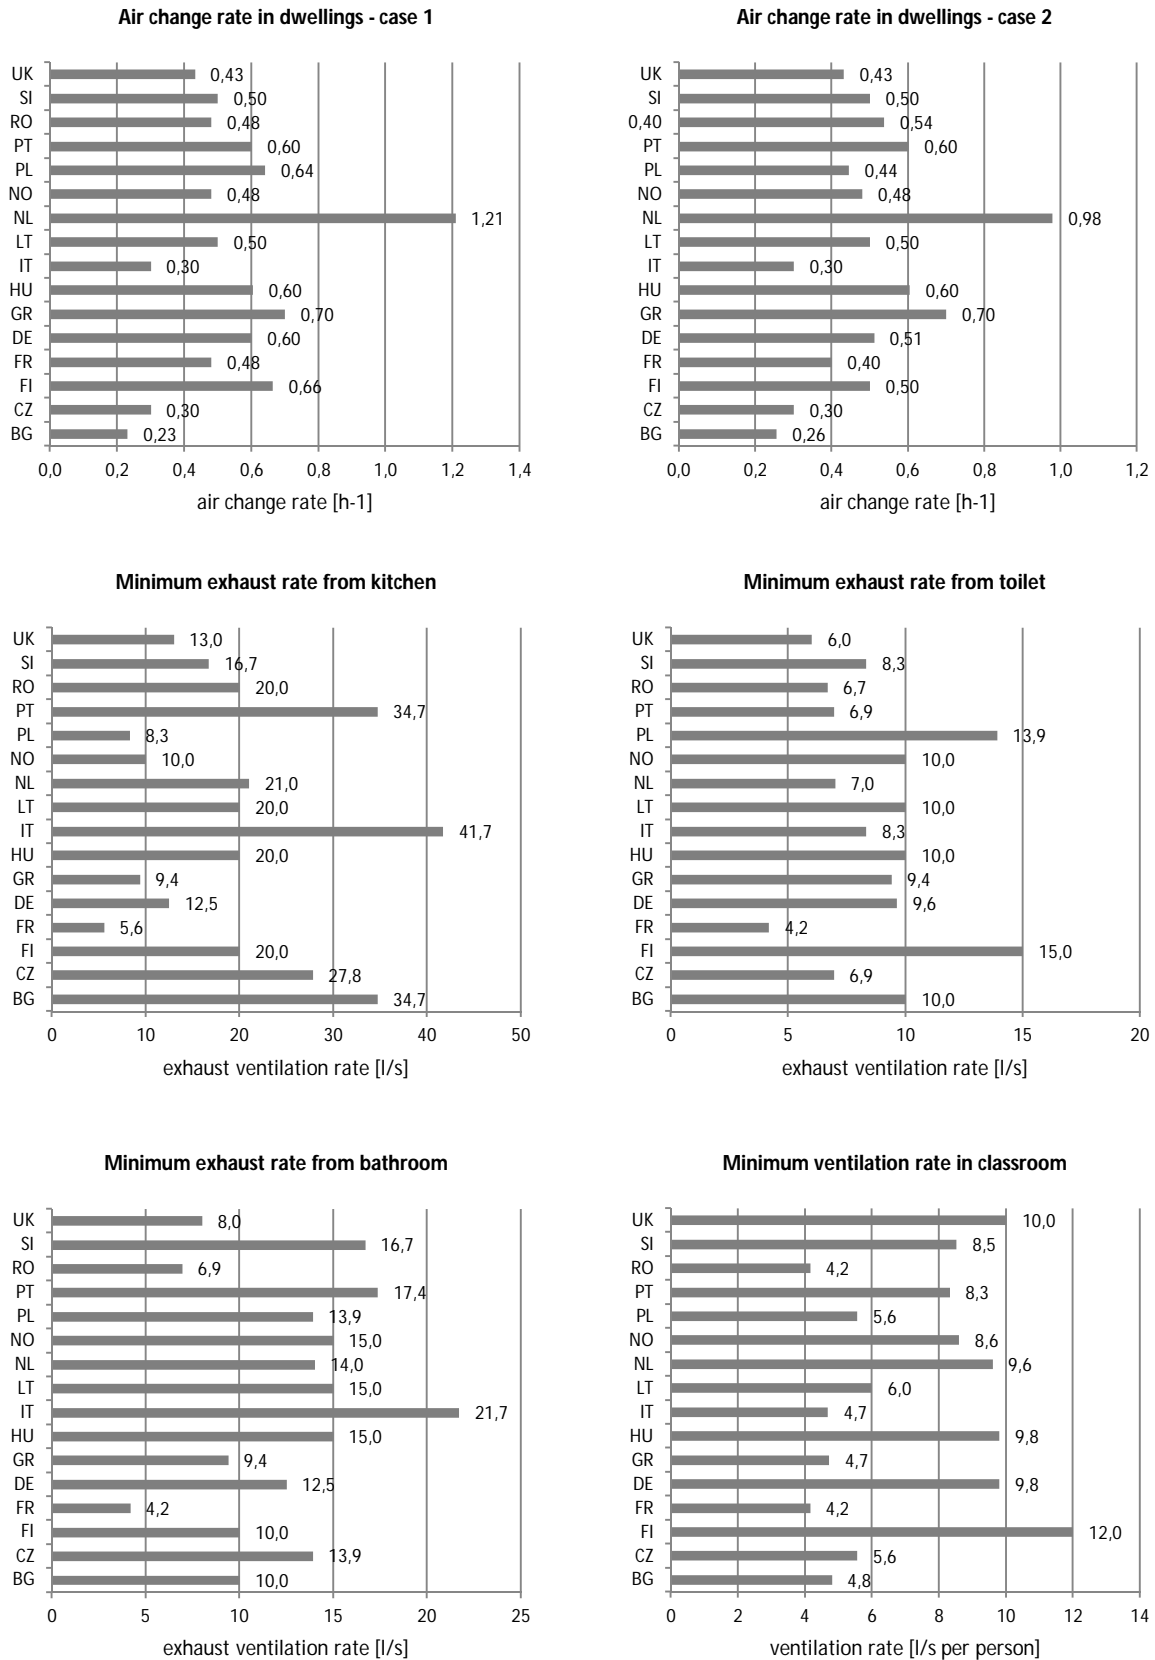 Air change rate in dwellings - case 1
UK 0,43
SI 0,50
RO 0,48
PT 0,60
PL 0,64
NO 0,48
NL 1,21
LT 0,50
IT 0,30
HU 0,60
GR 0,70
DE 0,60
FR 0,48
FI 0,66
CZ 0,30
BG 0,23
0,0 0,2 0,4 0,6 0,8 1,0 1,2 1,4
air change rate [h-1]
Air change rate in dwellings - case 2
UK 0,43
SI 0,50
0,40 0,54
PT 0,60
PL 0,44
NO 0,48
NL 0,98
LT 0,50
IT 0,30
HU 0,60
GR 0,70
DE 0,51
FR 0,40
FI 0,50
CZ 0,30
BG 0,26
0,0 0,2 0,4 0,6 0,8 1,0 1,2
air change rate [h-1]
Minimum exhaust rate from kitchen
UK 13,0
SI 16,7
RO 20,0
PT 34,7
PL 8,3
NO 10,0
NL 21,0
LT 20,0
IT 41,7
HU 20,0
GR 9,4
DE 12,5
FR 5,6
FI 20,0
CZ 27,8
BG 34,7
0 10 20 30 40 50
exhaust ventilation rate [l/s]
Minimum exhaust rate from toilet
UK 6,0
SI 8,3
RO 6,7
PT 6,9
PL 13,9
NO 10,0
NL 7,0
LT 10,0
IT 8,3
HU 10,0
GR 9,4
DE 9,6
FR 4,2
FI 15,0
CZ 6,9
BG 10,0
0 5 10 15 20
exhaust ventilation rate [l/s]
Minimum exhaust rate from bathroom
UK 8,0
SI 16,7
RO 6,9
PT 17,4
PL 13,9
NO 15,0
NL 14,0
LT 15,0
IT 21,7
HU 15,0
GR 9,4
DE 12,5
FR 4,2
FI 10,0
CZ 13,9
BG 10,0
0 5 10 15 20 25
exhaust ventilation rate [l/s]
Minimum ventilation rate in classroom
UK 10,0
SI 8,5
RO 4,2
PT 8,3
PL 5,6
NO 8,6
NL 9,6
LT 6,0
IT 4,7
HU 9,8
GR 4,7
DE 9,8
FR 4,2
FI 12,0
CZ 5,6
BG 4,8
0 2 4 6 8 10 12 14
ventilation rate [l/s per person]